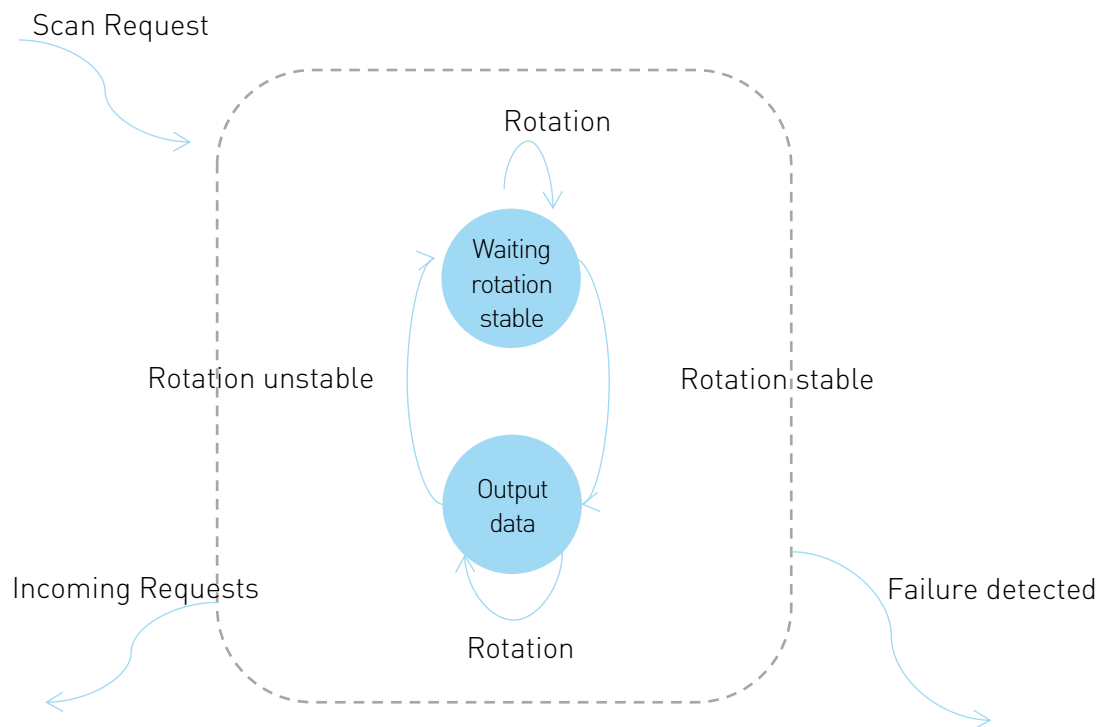 Scan Request
Rotation
Waiting
rotation
stable
Rotation unstable
Rotation stable
Output
data
Incoming Requests
Failure detected
Rotation